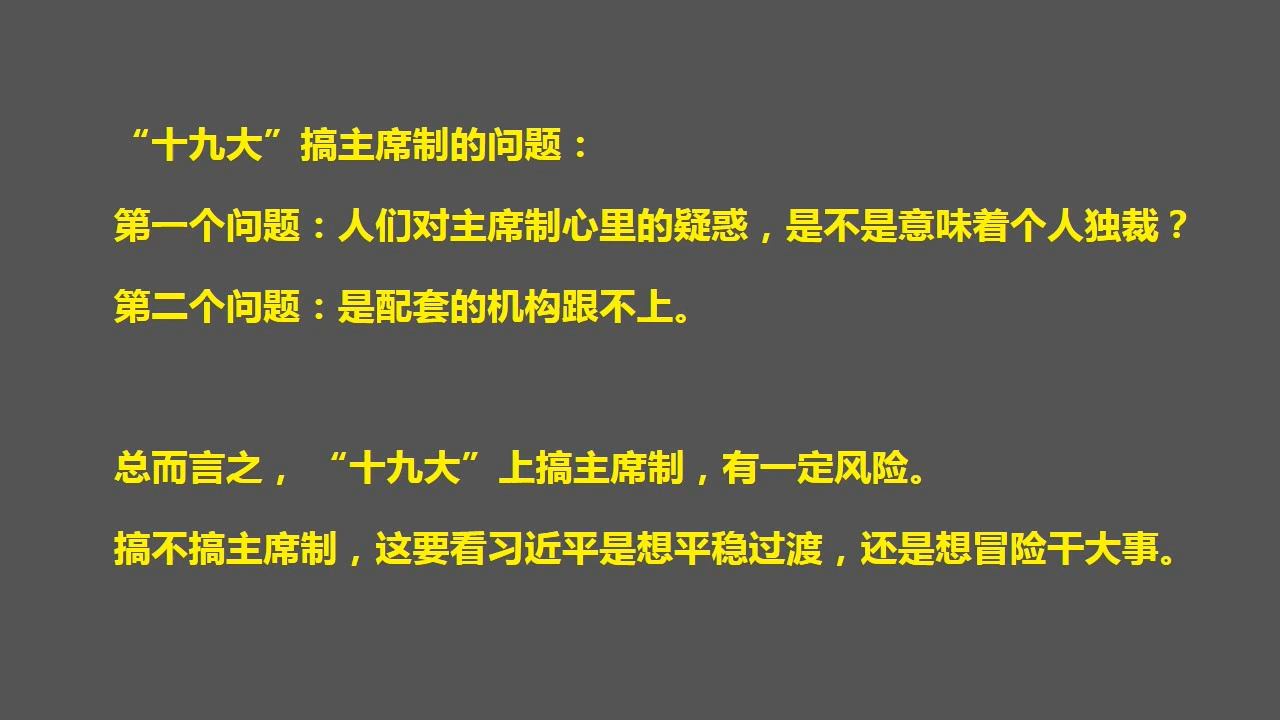 “十九大”搞主席制的问题：
第一个问题：人们对主席制心里的疑惑，是不是意味着个人独裁？
第二个问题：是配套的机构跟不上。
总而言之，“十九大”上搞主席制，有一定风险。
搞不搞主席制，这要看习近平是想平稳过渡，还是想冒险干大事。